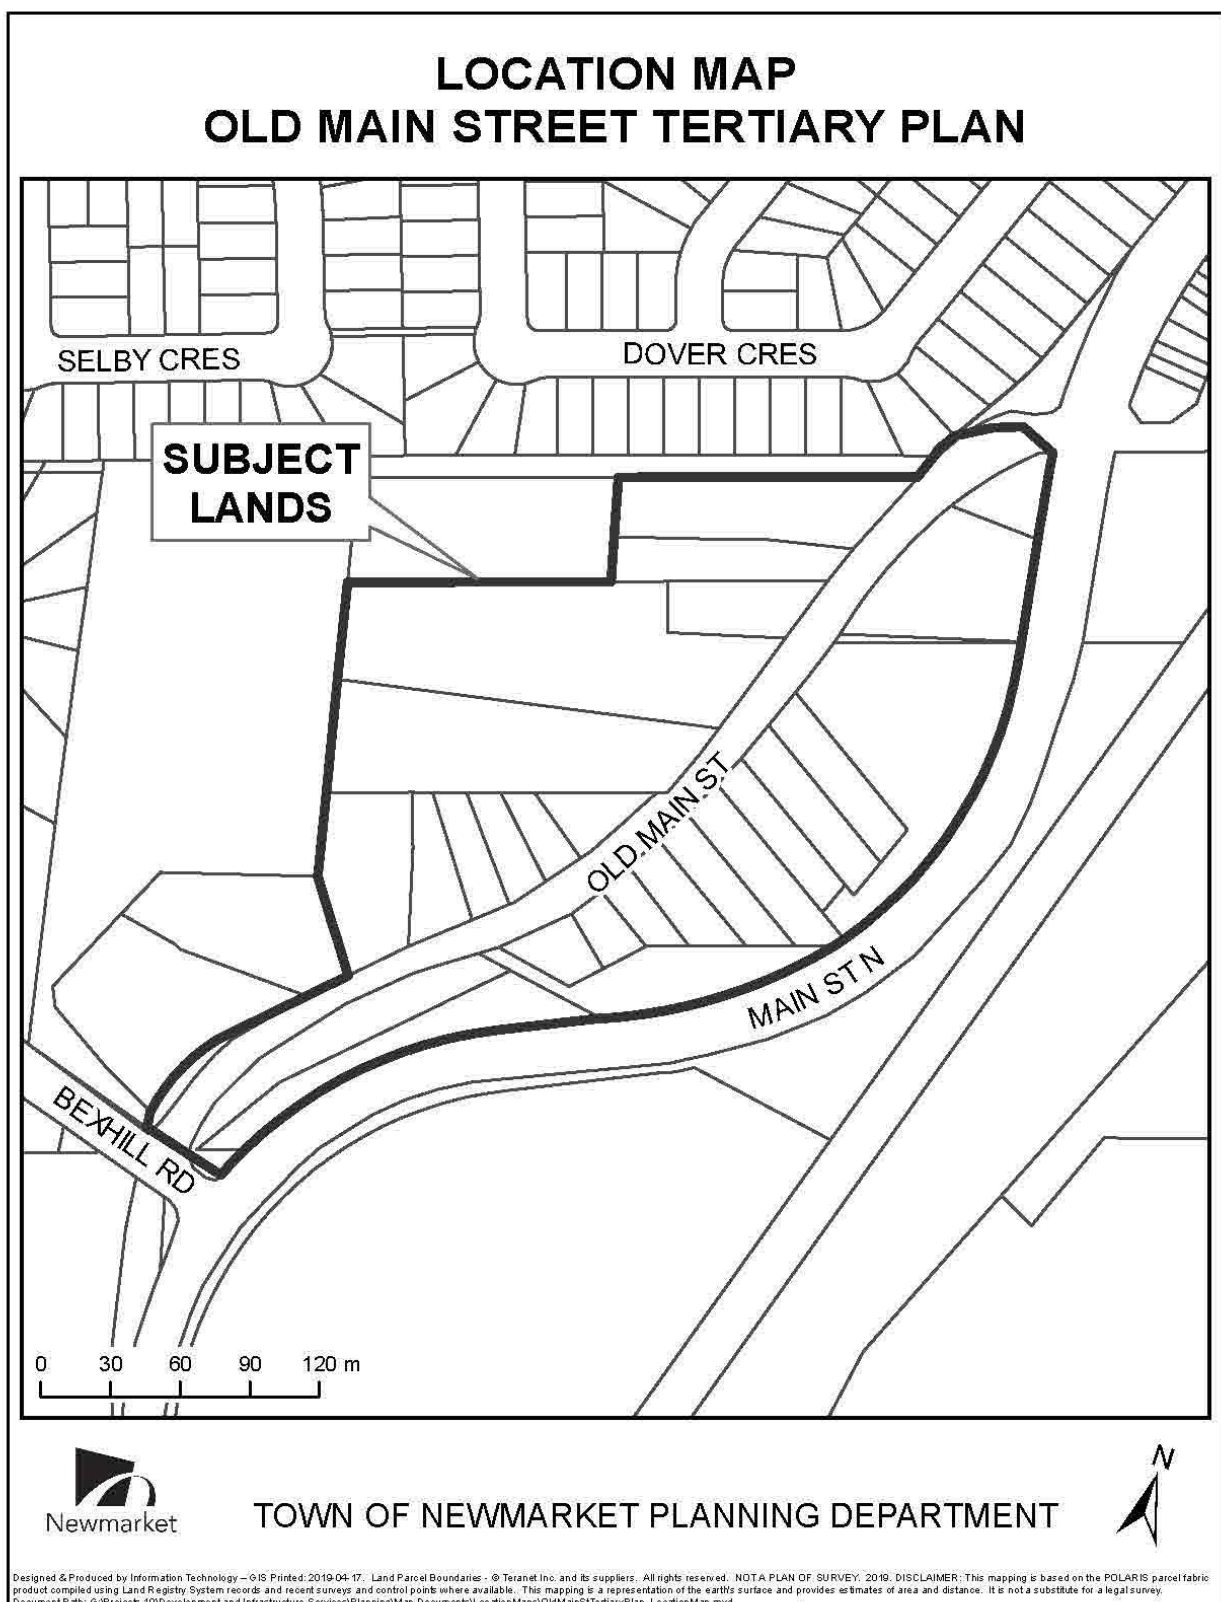 LOCATION MAP
OLD MAIN STREET TERTIARY PLAN
SELBY CRES
DOVER CRES
SUBJECT
LANDS
OLD MAIN ST
MAIN ST N
BEXHILL RD
0 30 60 90 120 m
Newmarket
TOWN OF NEWMARKET PLANNING DEPARTMENT
N
Designed & Produced by Information Technology – GIS Printed: 2019-04-17. Land Parcel Boundaries - © Teranet Inc. and its suppliers. All rights reserved. NOT A PLAN OF SURVEY. 2019. DISCLAIMER: This mapping is based on the POLARIS parcel fabric
product compiled using Land Registry System records and recent surveys and control points where available. This mapping is a representation of the earth's surface and provides estimates of area and distance. It is not a substitute for a legal survey.